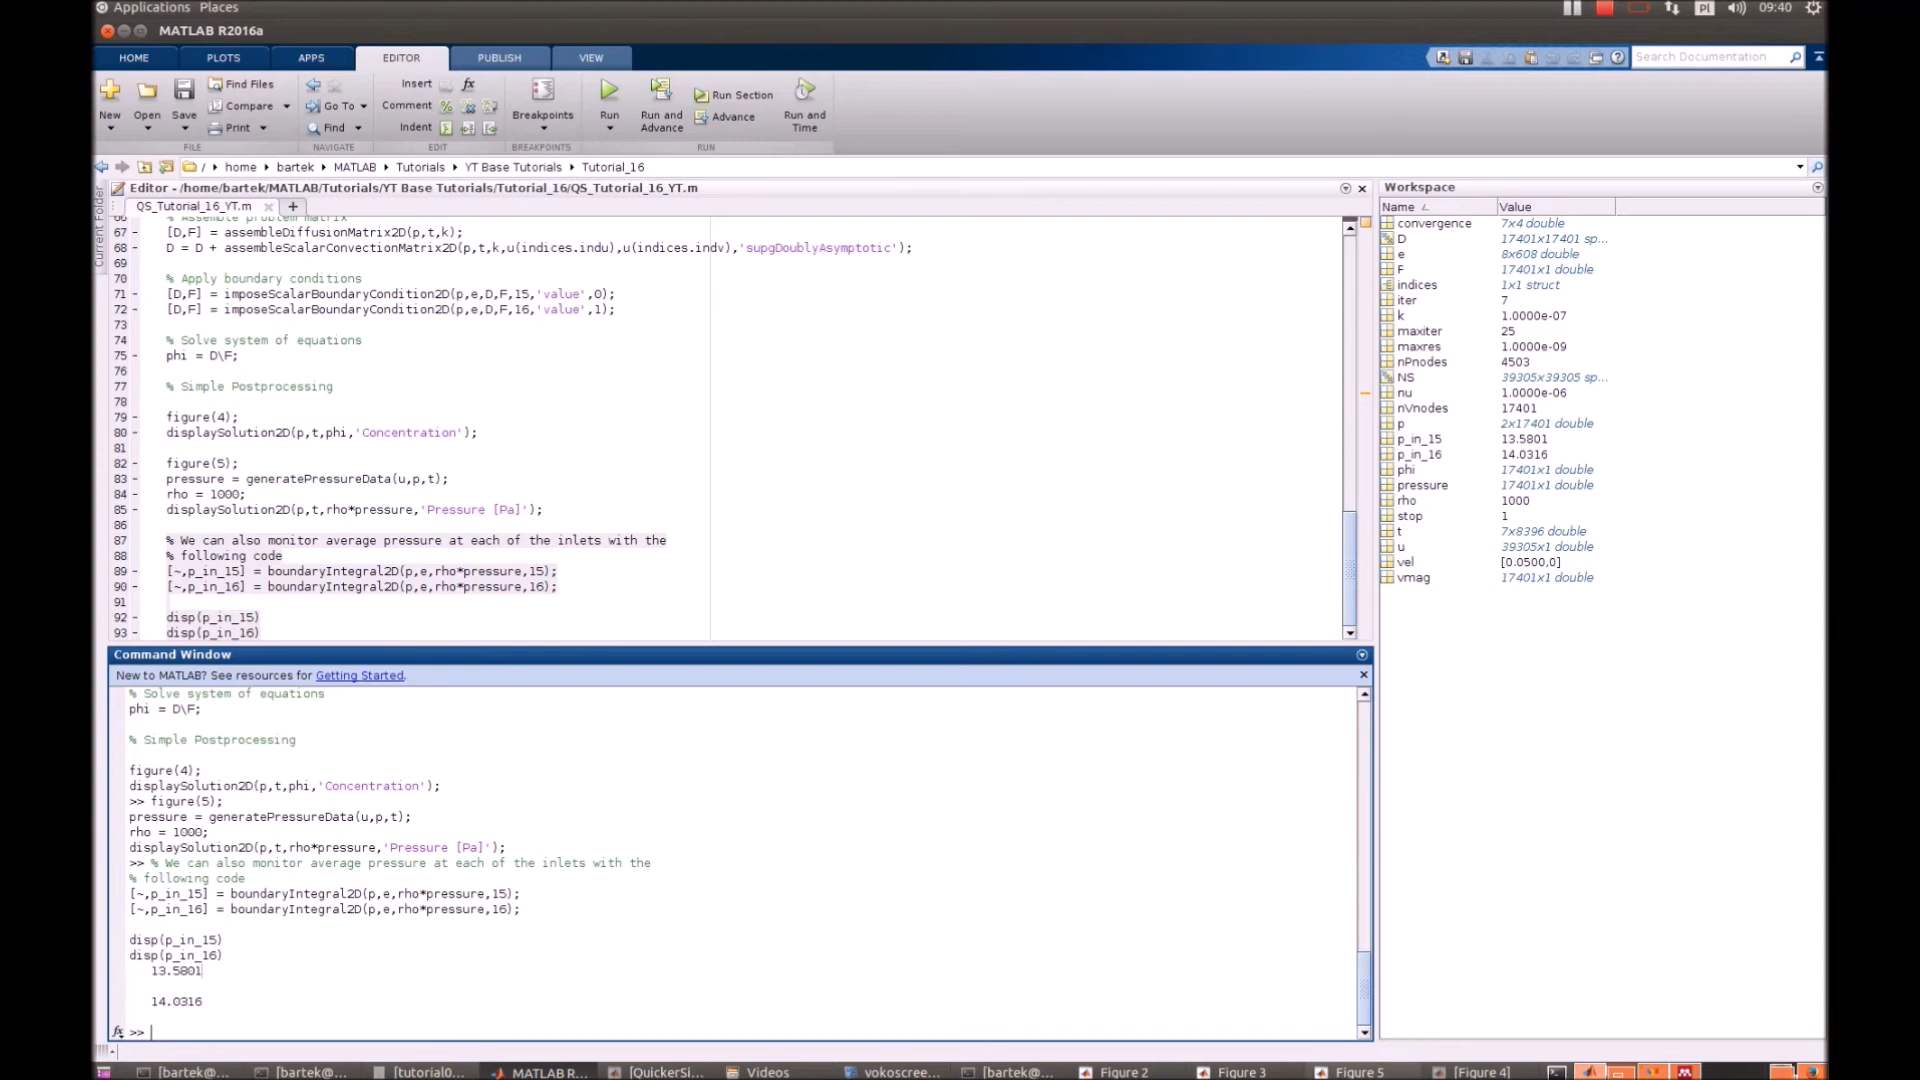 Applications Places
Pl 09:40
MATLAB R2016a
HOME PLOTS APPS EDITOR PUBLISH VIEW
Search Documentation
New Open Save
Find Files
Compare
Print
Go To
Find
Insert fx
Comment %
Indent
Breakpoints
Run
Run and Advance
Run Section
Advance
Run and Time
FILE NAVIGATE EDIT BREAKPOINTS RUN
/ home bartek MATLAB Tutorials YT Base Tutorials Tutorial_16
Current Folder
Editor - /home/bartek/MATLAB/Tutorials/YT Base Tutorials/Tutorial_16/QS_Tutorial_16_YT.m
QS_Tutorial_16_YT.m
66 % Assemble problem matrix
67 - [D,F] = assembleDiffusionMatrix2D(p,t,k);
68 - D = D + assembleScalarConvectionMatrix2D(p,t,k,u(indices.indu),u(indices.indv),'supgDoublyAsymptotic');
69
70 % Apply boundary conditions
71 - [D,F] = imposeScalarBoundaryCondition2D(p,e,D,F,15,'value',0);
72 - [D,F] = imposeScalarBoundaryCondition2D(p,e,D,F,16,'value',1);
73
74 % Solve system of equations
75 - phi = D\F;
76
77 % Simple Postprocessing
78
79 - figure(4);
80 - displaySolution2D(p,t,phi,'Concentration');
81
82 - figure(5);
83 - pressure = generatePressureData(u,p,t);
84 - rho = 1000;
85 - displaySolution2D(p,t,rho*pressure,'Pressure [Pa]');
86
87 % We can also monitor average pressure at each of the inlets with the
88 % following code
89 - [~,p_in_15] = boundaryIntegral2D(p,e,rho*pressure,15);
90 - [~,p_in_16] = boundaryIntegral2D(p,e,rho*pressure,16);
91
92 - disp(p_in_15)
93 - disp(p_in_16)
Command Window
New to MATLAB? See resources for Getting Started.
% Solve system of equations
phi = D\F;
% Simple Postprocessing
figure(4);
displaySolution2D(p,t,phi,'Concentration');
>> figure(5);
pressure = generatePressureData(u,p,t);
rho = 1000;
displaySolution2D(p,t,rho*pressure,'Pressure [Pa]');
>> % We can also monitor average pressure at each of the inlets with the
% following code
[~,p_in_15] = boundaryIntegral2D(p,e,rho*pressure,15);
[~,p_in_16] = boundaryIntegral2D(p,e,rho*pressure,16);
disp(p_in_15)
disp(p_in_16)
13.5801
14.0316
fx >>
Workspace
Name Value
convergence 7x4 double
D 17401x17401 sp...
e 8x608 double
F 17401x1 double
indices 1x1 struct
iter 7
k 1.0000e-07
maxiter 25
maxres 1.0000e-09
nPnodes 4503
NS 39305x39305 sp...
nu 1.0000e-06
nVnodes 17401
p 2x17401 double
p_in_15 13.5801
p_in_16 14.0316
phi 17401x1 double
pressure 17401x1 double
rho 1000
stop 1
t 7x8396 double
u 39305x1 double
vel [0.0500,0]
vmag 17401x1 double
[bartek@... [bartek@... [tutorial0... MATLAB R... [QuickerSi... Videos vokoscree... [bartek@... Figure 2 Figure 3 Figure 5 [Figure 4]